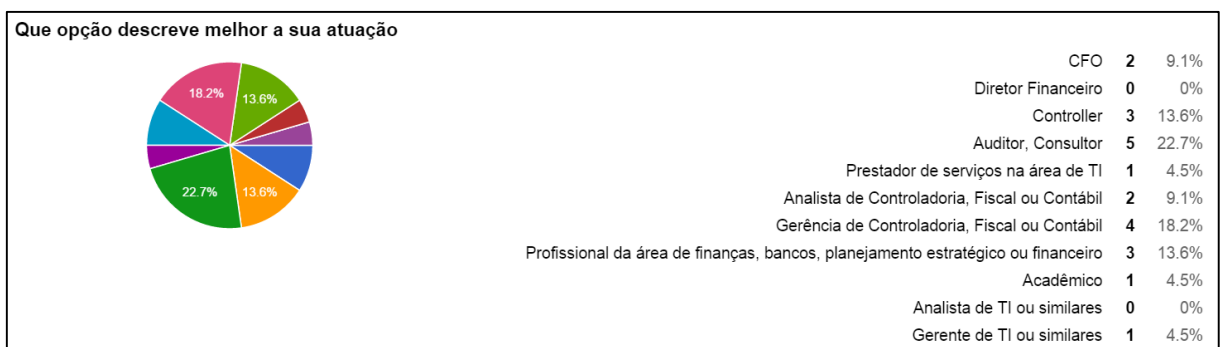 Que opção descreve melhor a sua atuação
18.2%
13.6%
22.7%
13.6%
CFO 2 9.1%
Diretor Financeiro 0 0%
Controller 3 13.6%
Auditor, Consultor 5 22.7%
Prestador de serviços na área de TI 1 4.5%
Analista de Controladoria, Fiscal ou Contábil 2 9.1%
Gerência de Controladoria, Fiscal ou Contábil 4 18.2%
Profissional da área de finanças, bancos, planejamento estratégico ou financeiro 3 13.6%
Acadêmico 1 4.5%
Analista de TI ou similares 0 0%
Gerente de TI ou similares 1 4.5%